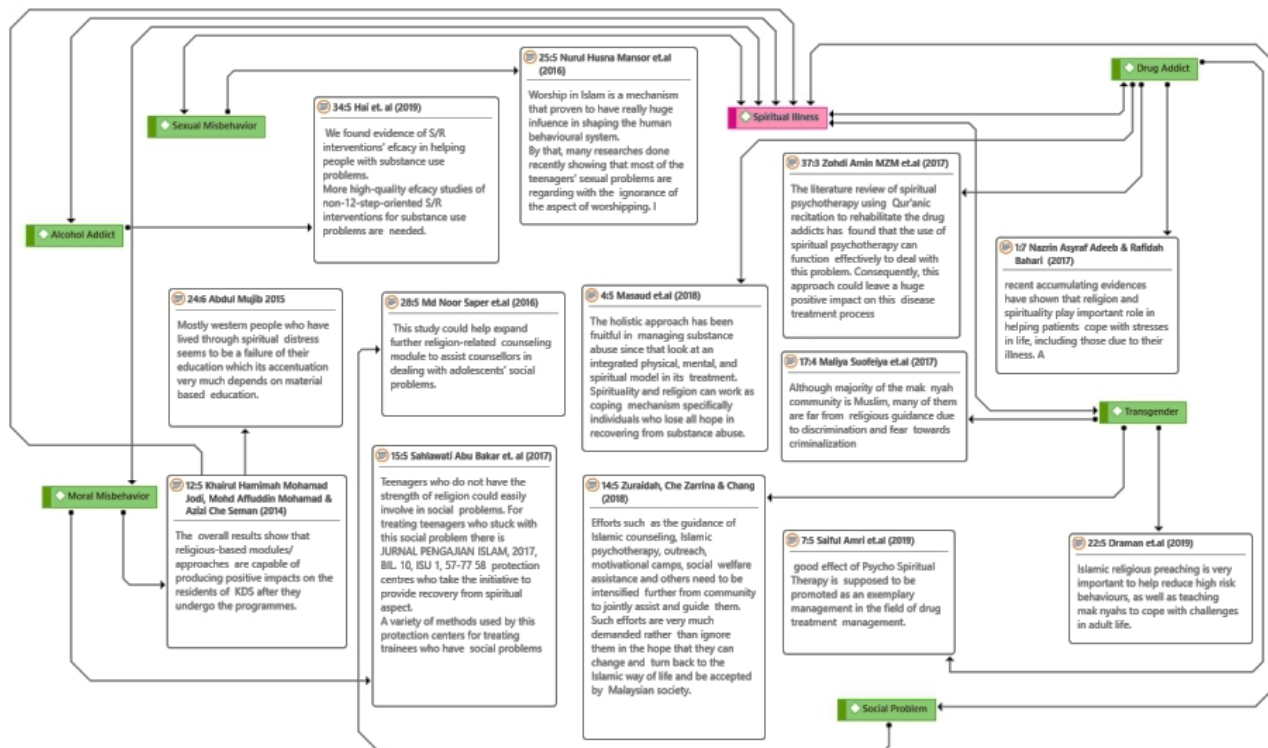 25:5 Nurul Husna Mansor et.al
(2016)
Worship in Islam is a mechanism
that proven to have really huge
infuence in shaping the human
behavioural system.
By that, many researches done
recently showing that most of the
teenagers' sexual problems are
regarding with the ignorance of
the aspect of worshipping. I
Drug Addict
Sexual Misbehavior
34:5 Hai et. al (2019)
We found evidence of S/R
interventions' efcacy in helping
people with substance use
problems.
More high-quality efcacy studies of
non-12-step-oriented S/R
interventions for substance use
problems are needed.
Spiritual Illness
37:3 Zohdi Amin MZM et.al (2017)
The literature review of spiritual
psychotherapy using Qur'anic
recitation to rehabilitate the drug
addicts has found that the use of
spiritual psychotherapy can
function effectively to deal with
this problem. Consequently, this
approach could leave a huge
positive impact on this disease
treatment process
Alcohol Addict
1:7 Nazrin Asyraf Adeeb & Rafidah
Bahari (2017)
recent accumulating evidences
have shown that religion and
spirituality play important role in
helping patients cope with stresses
in life, including those due to their
illness. A
24:6 Abdul Mujib 2015
Mostly western people who have
lived through spiritual distress
seems to be a failure of their
education which its accentuation
very much depends on material
based education.
28:5 Md Noor Saper et.al (2016)
This study could help expand
further religion-related counseling
module to assist counsellors in
dealing with adolescents' social
problems.
4:5 Masaud et.al (2018)
The holistic approach has been
fruitful in managing substance
abuse since that look at an
integrated physical, mental, and
spiritual model in its treatment.
Spirituality and religion can work as
coping mechanism specifically
individuals who lose all hope in
recovering from substance abuse.
17:4 Maliya Suofeiya et.al (2017)
Although majority of the mak nyah
community is Muslim, many of them
are far from religious guidance due
to discrimination and fear towards
criminalization
Transgender
Moral Misbehavior
12:5 Khairul Hamimah Mohamad
Jodi, Mohd Affuddin Mohamad &
Azizi Che Seman (2014)
The overall results show that
religious-based modules/
approaches are capable of
producing positive impacts on the
residents of KDS after they
undergo the programmes.
15:5 Sahlawati Abu Bakar et. al (2017)
Teenagers who do not have the
strength of religion could easily
involve in social problems. For
treating teenagers who stuck with
this social problem there is
JURNAL PENGAJIAN ISLAM, 2017,
BIL. 10, ISU 1, 57-77 58 protection
centres who take the initiative to
provide recovery from spiritual
aspect.
A variety of methods used by this
protection centers for treating
trainees who have social problems
14:5 Zuraidah, Che Zarrina & Chang
(2018)
Efforts such as the guidance of
Islamic counseling, Islamic
psychotherapy, outreach,
motivational camps, social welfare
assistance and others need to be
intensified further from community
to jointly assist and guide them.
Such efforts are very much
demanded rather than ignore
them in the hope that they can
change and turn back to the
Islamic way of life and be accepted
by Malaysian society.
7:5 Saiful Amri et.al (2019)
good effect of Psycho Spiritual
Therapy is supposed to be
promoted as an exemplary
management in the field of drug
treatment management.
22:5 Draman et.al (2019)
Islamic religious preaching is very
important to help reduce high risk
behaviours, as well as teaching
mak nyahs to cope with challenges
in adult life.
Social Problem